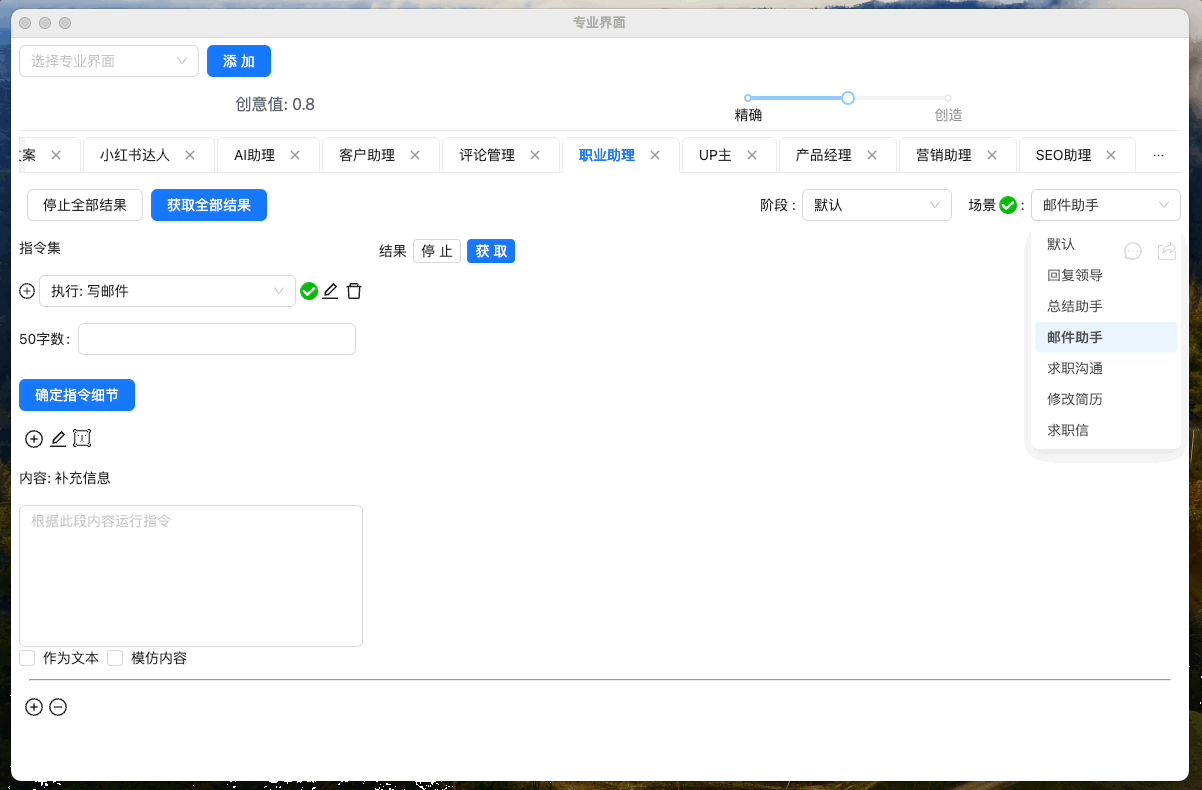 专业界面
选择专业界面 添 加
创意值: 0.8
精确 创造
案 小红书达人 AI助理 客户助理 评论管理 职业助理 UP主 产品经理 营销助理 SEO助理 ···
停止全部结果 获取全部结果 阶段 : 默认 场景 : 邮件助手
指令集 结果 停 止 获 取
默认
回复领导
执行: 写邮件
总结助手
50字数:
邮件助手
求职沟通
确定指令细节
修改简历
求职信
内容: 补充信息
根据此段内容运行指令
作为文本 模仿内容